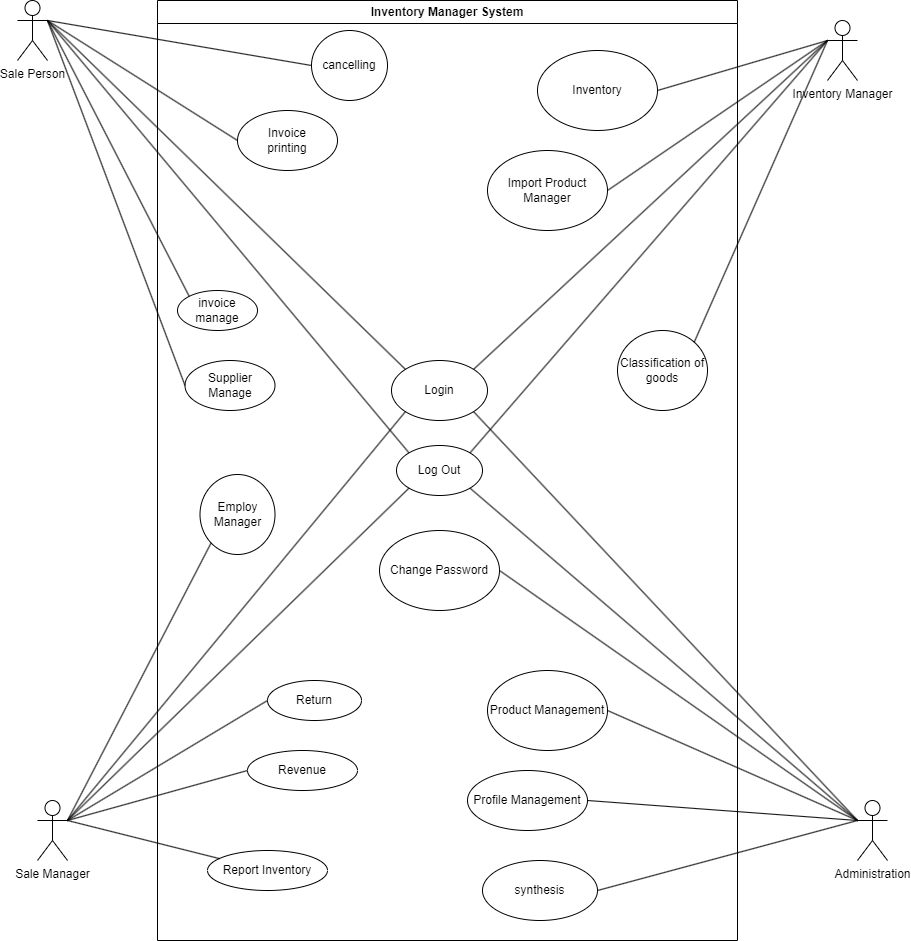 Inventory Manager System
Sale Person
cancelling
Inventory
Inventory Manager
Invoice
printing
Import Product
Manager
invoice
manage
Supplier
Manage
Login
Classification of
goods
Log Out
Employ
Manager
Change Password
Return
Product Management
Revenue
Profile Management
Sale Manager
Report Inventory
synthesis
Administration